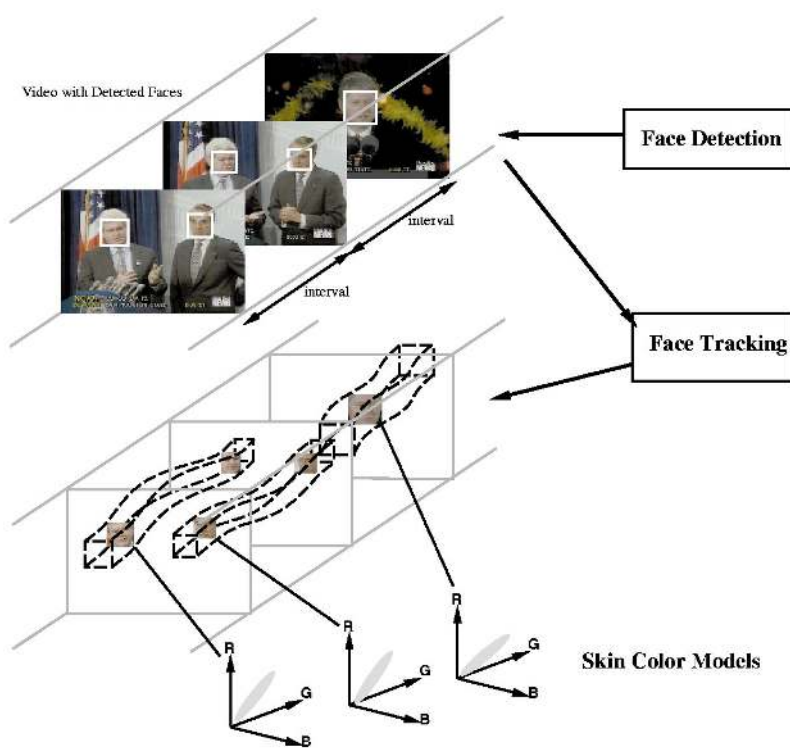 Video with Detected Faces
Face Detection
interval
interval
Face Tracking
R
G
B
R
G
B
R
G
B
Skin Color Models